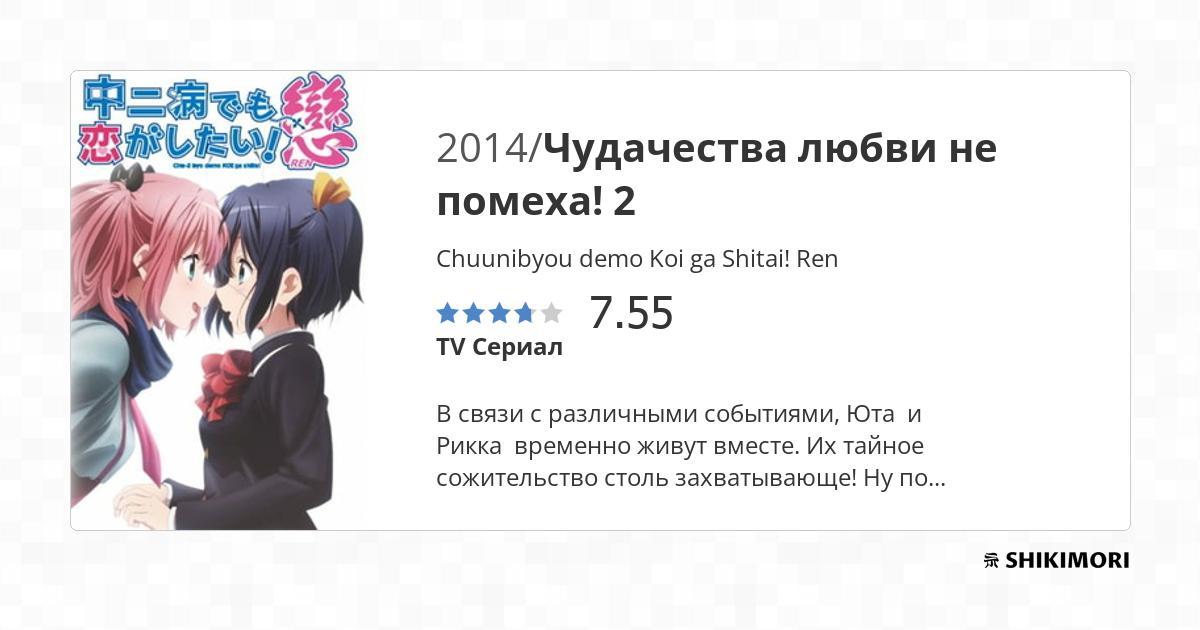 中二病でも
恋がしたい!
戀
×
REN
Chu-2 byo demo KOI ga shitai!
2014/Чудачества любви не
помеха! 2
Chuunibyou demo Koi ga Shitai! Ren
7.55
TV Сериал
В связи с различными событиями, Юта  и
Рикка  временно живут вместе. Их тайное
сожительство столь захватывающе! Ну по...
SHIKIMORI